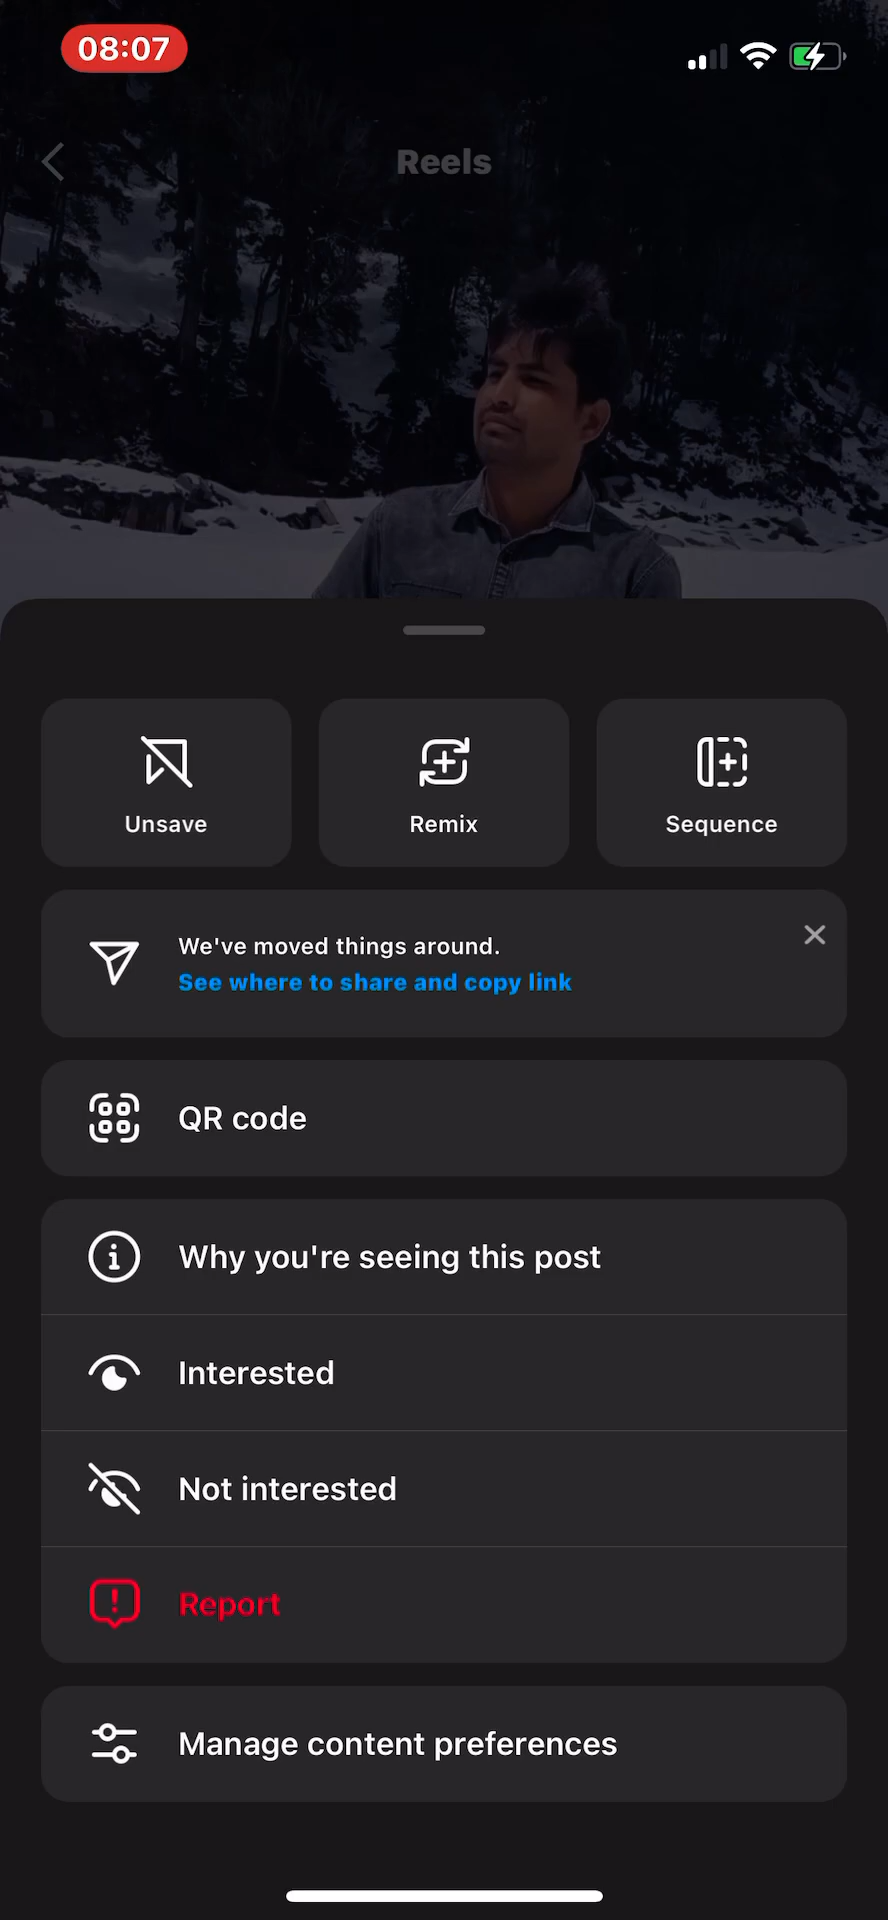 08:07
Reels
Unsave
Remix
Sequence
We've moved things around.
See where to share and copy link
QR code
Why you're seeing this post
Interested
Not interested
Report
Manage content preferences